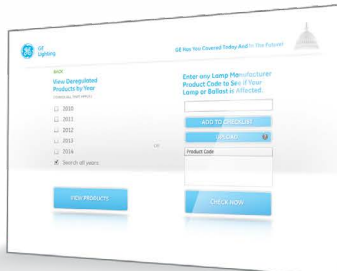 GE
Lighting
GE Has You Covered Today And In The Future!
BACK
View Deregulated
Products by Year
2010
2011
2012
2013
2014
Search all years
VIEW PRODUCTS
OR
Enter any Lamp Manufacturer
Product Code to See if Your
Lamp or Ballast is Affected.
ADD TO CHECKLIST
UPLOAD
Product Code
CHECK NOW